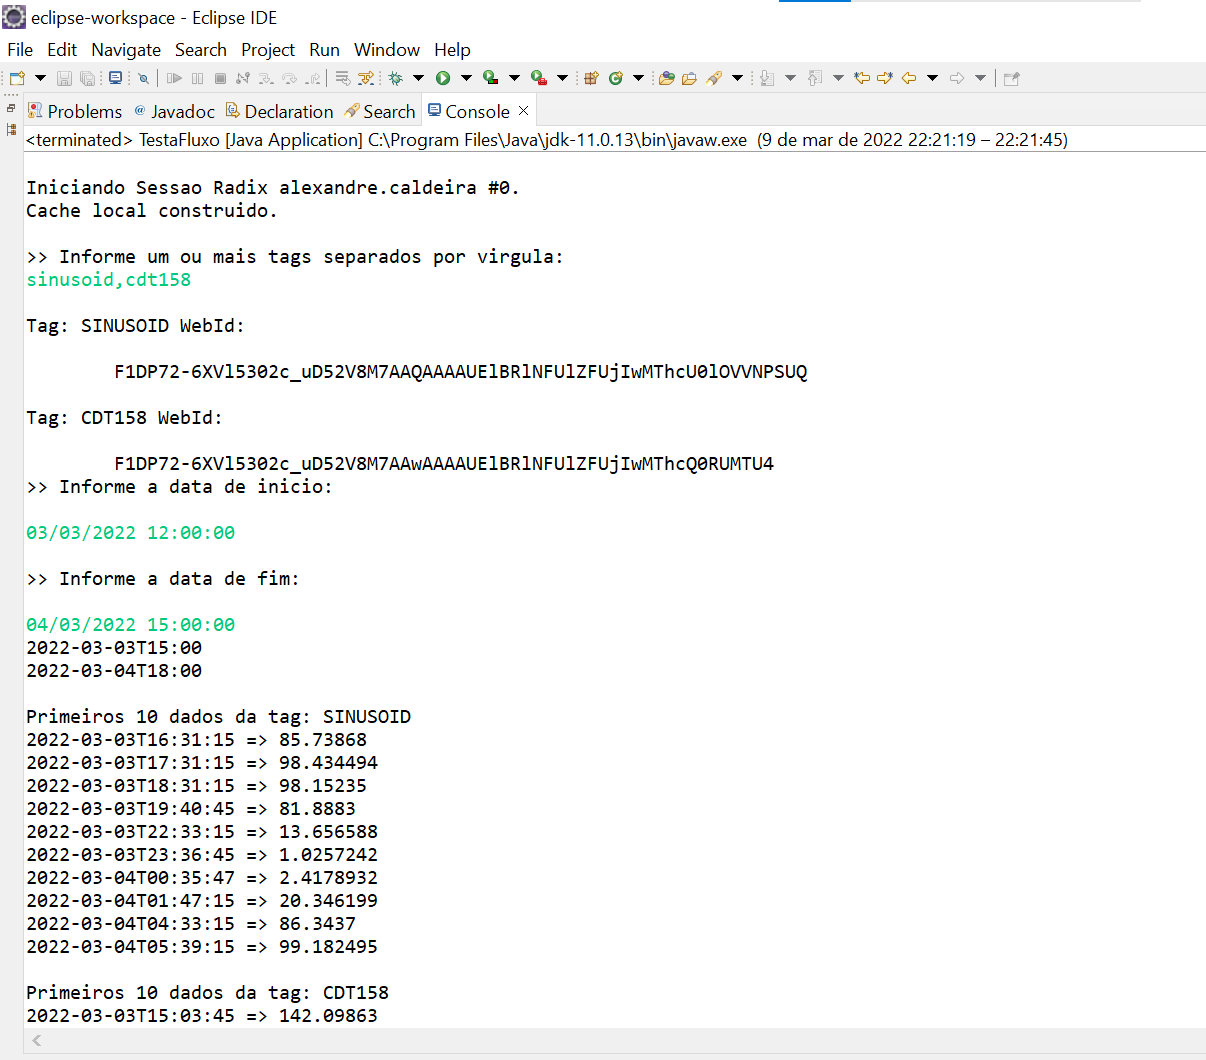 eclipse-workspace - Eclipse IDE
File Edit Navigate Search Project Run Window Help
Problems @ Javadoc Declaration Search Console
<terminated> TestaFluxo [Java Application] C:\Program Files\Java\jdk-11.0.13\bin\javaw.exe (9 de mar de 2022 22:21:19 – 22:21:45)
Iniciando Sessao Radix alexandre.caldeira #0.
Cache local construido.
>> Informe um ou mais tags separados por virgula:
sinusoid,cdt158
Tag: SINUSOID WebId:
F1DP72-6XVl5302c_uD52V8M7AAQAAAAUElBRlNFUlZFUjIwMThcU0lOVVNPSUQ
Tag: CDT158 WebId:
F1DP72-6XVl5302c_uD52V8M7AAwAAAAUElBRlNFUlZFUjIwMThcQ0RUMTU4
>> Informe a data de inicio:
03/03/2022 12:00:00
>> Informe a data de fim:
04/03/2022 15:00:00
2022-03-03T15:00
2022-03-04T18:00
Primeiros 10 dados da tag: SINUSOID
2022-03-03T16:31:15 => 85.73868
2022-03-03T17:31:15 => 98.434494
2022-03-03T18:31:15 => 98.15235
2022-03-03T19:40:45 => 81.8883
2022-03-03T22:33:15 => 13.656588
2022-03-03T23:36:45 => 1.0257242
2022-03-04T00:35:47 => 2.4178932
2022-03-04T01:47:15 => 20.346199
2022-03-04T04:33:15 => 86.3437
2022-03-04T05:39:15 => 99.182495
Primeiros 10 dados da tag: CDT158
2022-03-03T15:03:45 => 142.09863